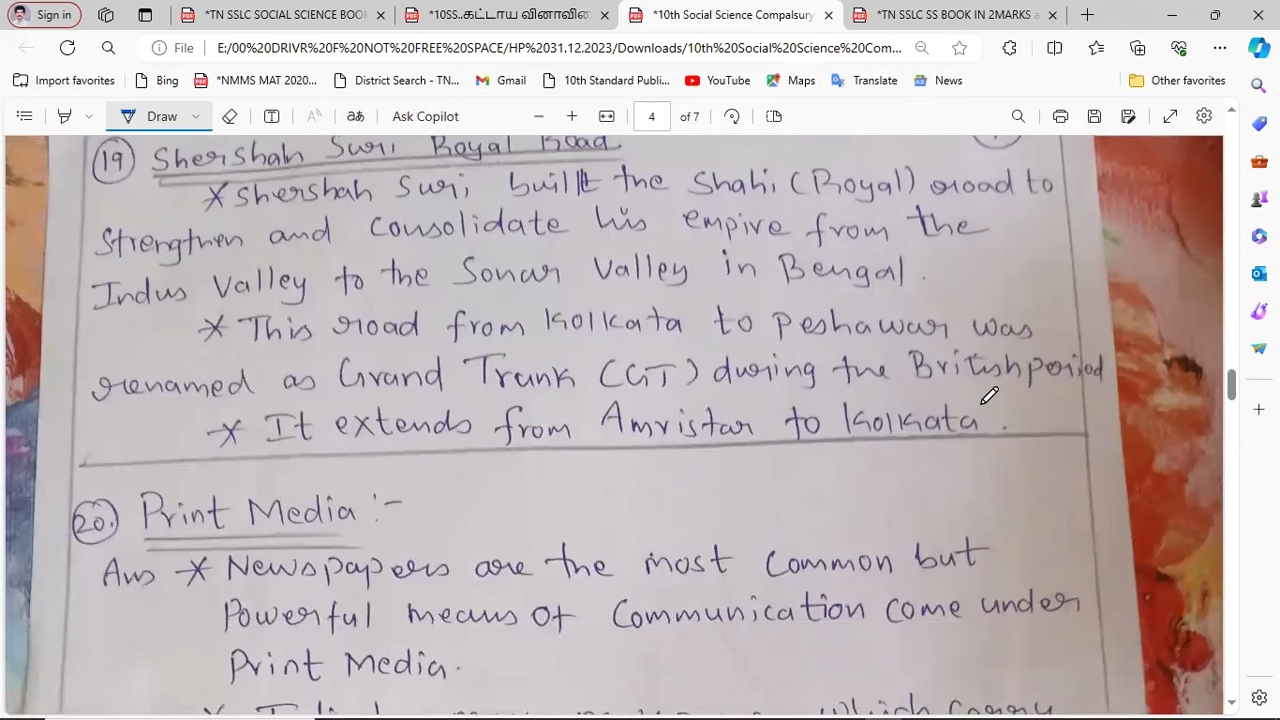 Sign in
*TN SSLC SOCIAL SCIENCE BOO
*10SS..கட்டாய வினாவின
*10th Social Science Compalsury
*TN SSLC SS BOOK IN 2MARKS a
File
E:/00%20DRIVR%20F%20NOT%20FREE%20SPACE/HP%2031.12.2023/Downloads/10th%20Social%20Science%20Com...
Import favorites
Bing
*NMMS MAT 2020...
District Search - TN...
Gmail
10th Standard Publi...
YouTube
Maps
Translate
News
Other favorites
Draw
Ask Copilot
4 of 7
19 Shershah Suri Royal Road
* Shershah Suri built the Shahi (Royal) road to
Strengthen and consolidate his empire from the
Indus Valley to the Sonar Valley in Bengal.
* This road from Kolkata to Peshawar was
renamed as Grand Trunk (GT) during the British period
* It extends from Amristar to Kolkata.
20. Print Media :-
Ans * Newspapers are the most common but
Powerful means of Communication come under
Print Media.
which carry